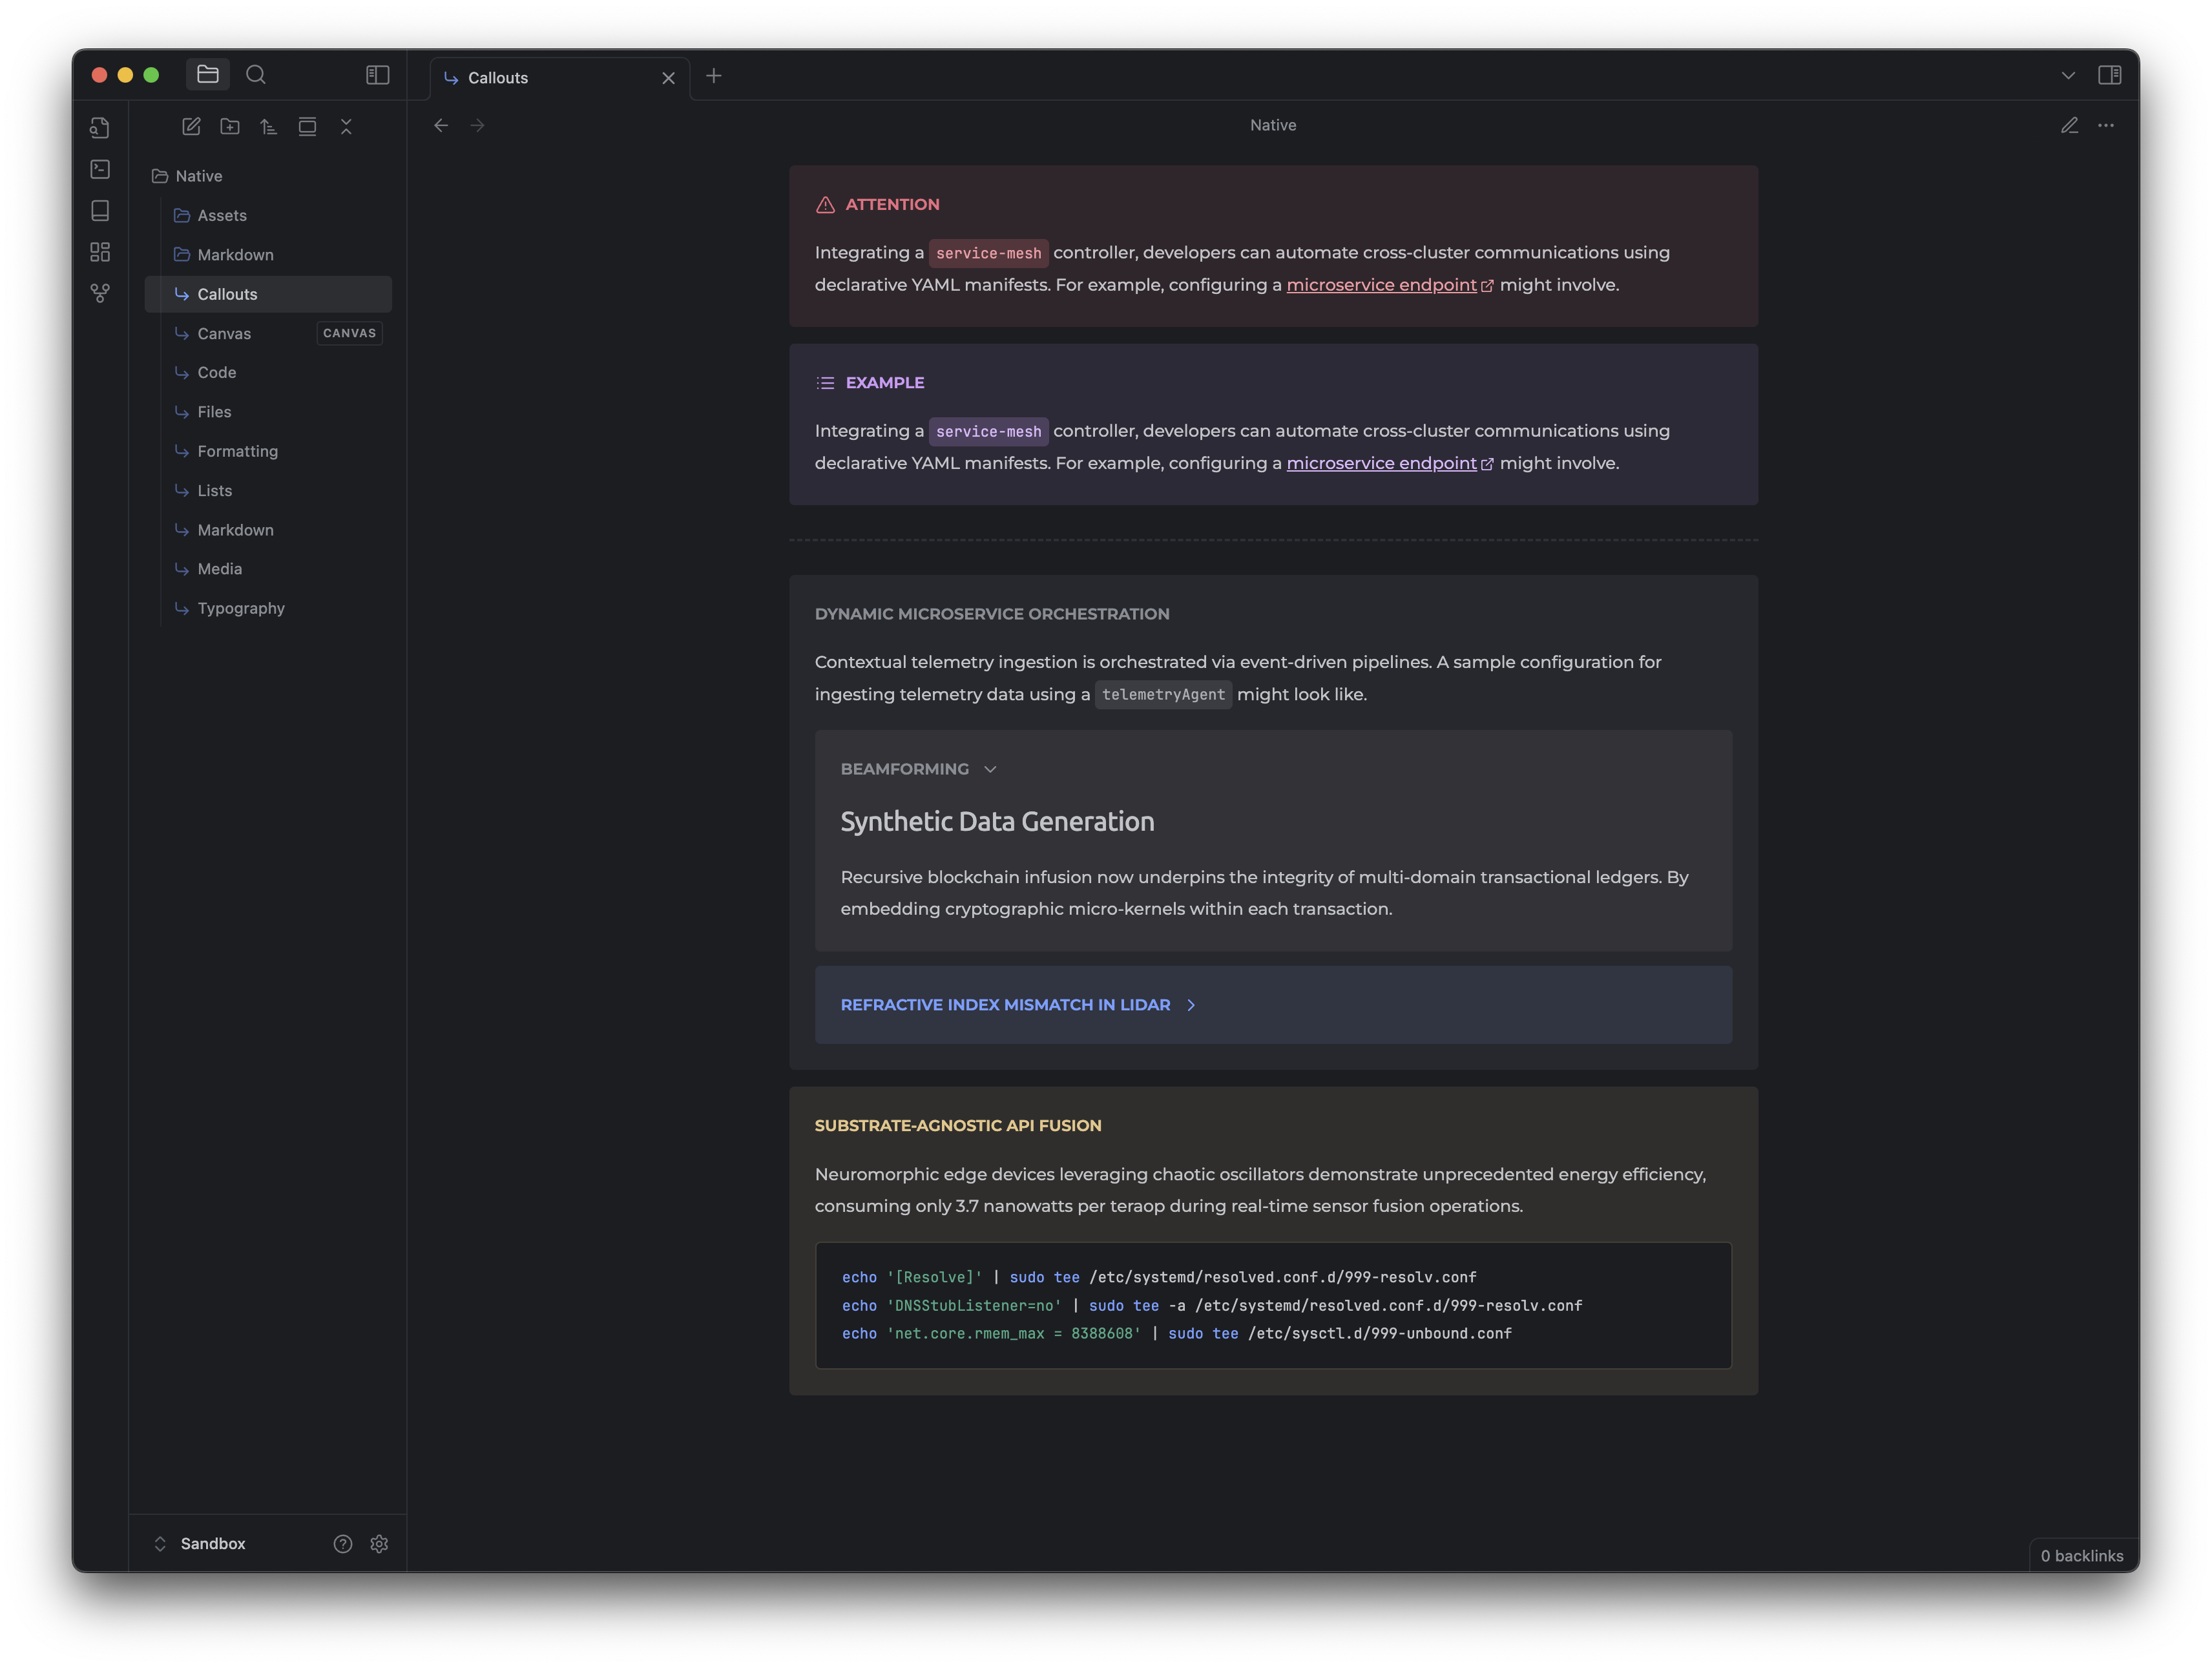 Callouts
Native
Native
Assets
Markdown
Callouts
Canvas
CANVAS
Code
Files
Formatting
Lists
Markdown
Media
Typography
Sandbox
ATTENTION
Integrating a service-mesh controller, developers can automate cross-cluster communications using
declarative YAML manifests. For example, configuring a microservice endpoint might involve.
EXAMPLE
Integrating a service-mesh controller, developers can automate cross-cluster communications using
declarative YAML manifests. For example, configuring a microservice endpoint might involve.
DYNAMIC MICROSERVICE ORCHESTRATION
Contextual telemetry ingestion is orchestrated via event-driven pipelines. A sample configuration for
ingesting telemetry data using a telemetryAgent might look like.
BEAMFORMING
Synthetic Data Generation
Recursive blockchain infusion now underpins the integrity of multi-domain transactional ledgers. By
embedding cryptographic micro-kernels within each transaction.
REFRACTIVE INDEX MISMATCH IN LIDAR
SUBSTRATE-AGNOSTIC API FUSION
Neuromorphic edge devices leveraging chaotic oscillators demonstrate unprecedented energy efficiency,
consuming only 3.7 nanowatts per teraop during real-time sensor fusion operations.
echo '[Resolve]' | sudo tee /etc/systemd/resolved.conf.d/999-resolv.conf
echo 'DNSStubListener=no' | sudo tee -a /etc/systemd/resolved.conf.d/999-resolv.conf
echo 'net.core.rmem_max = 8388608' | sudo tee /etc/sysctl.d/999-unbound.conf
0 backlinks